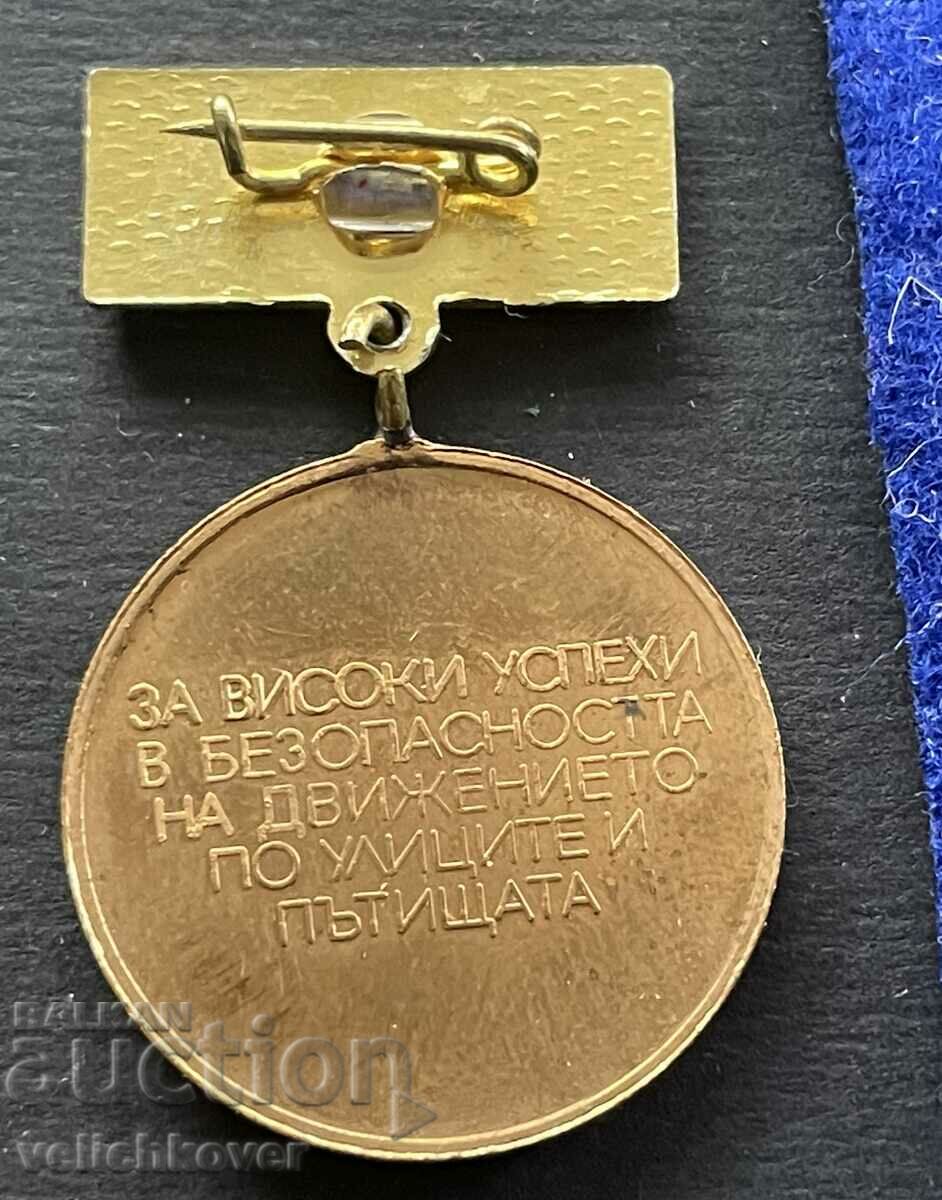 ЗА ВИСОКИ УСПЕХИ
В БЕЗОПАСНОСТТА
НА ДВИЖЕНИЕТО
ПО УЛИЦИТЕ И
ПЪТИЩАТА
BALKAN
auction
velichkover